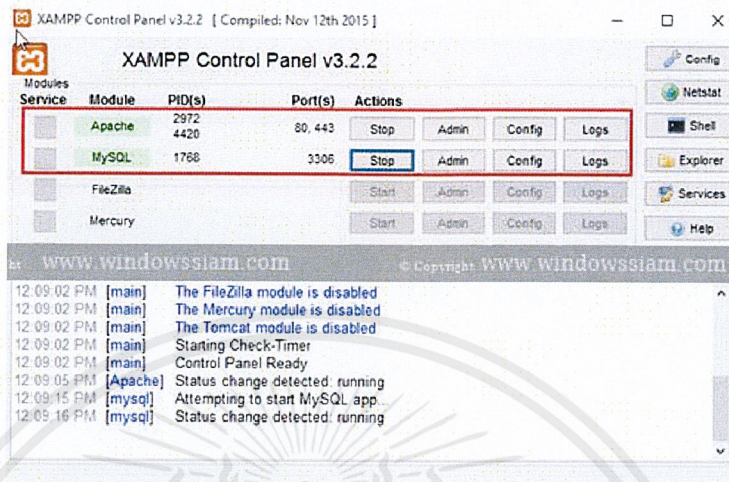 XAMPP Control Panel v3.2.2 [ Compiled: Nov 12th 2015 ]
XAMPP Control Panel v3.2.2
Config
Modules
Service Module PID(s) Port(s) Actions
Netstat
Apache 2972 4420 80, 443 Stop Admin Config Logs
Shell
MySQL 1768 3306 Stop Admin Config Logs
Explorer
FileZilla Start Admin Config Logs
Services
Mercury Start Admin Config Logs
Help
ht www.windowssiam.com © Copyright www.windowssiam.com
12:09:02 PM [main] The FileZilla module is disabled
12:09:02 PM [main] The Mercury module is disabled
12:09:02 PM [main] The Tomcat module is disabled
12:09:02 PM [main] Starting Check-Timer
12:09:02 PM [main] Control Panel Ready
12:09:05 PM [Apache] Status change detected: running
12:09:15 PM [mysql] Attempting to start MySQL app...
12:09:16 PM [mysql] Status change detected: running